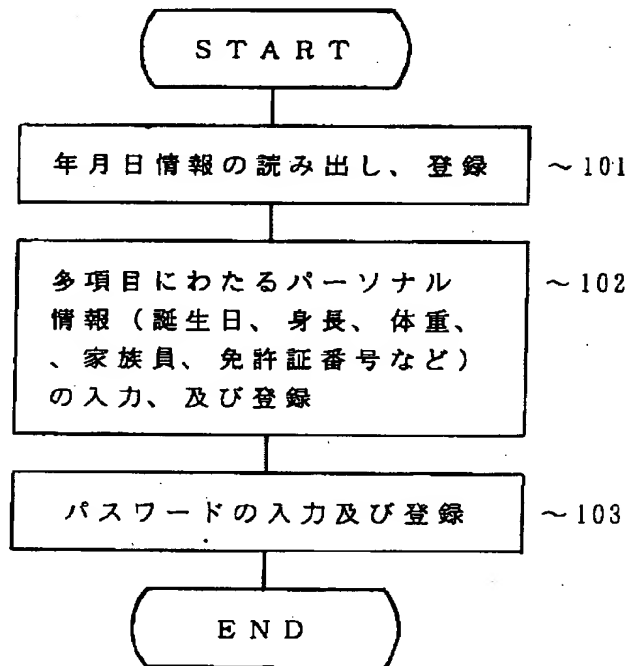 START
年月日情報の読み出し、登録 ~101
多項目にわたるパーソナル ~102
情報(誕生日、身長、体重、
、家族員、免許証番号など)
の入力、及び登録
パスワードの入力及び登録 ~103
END